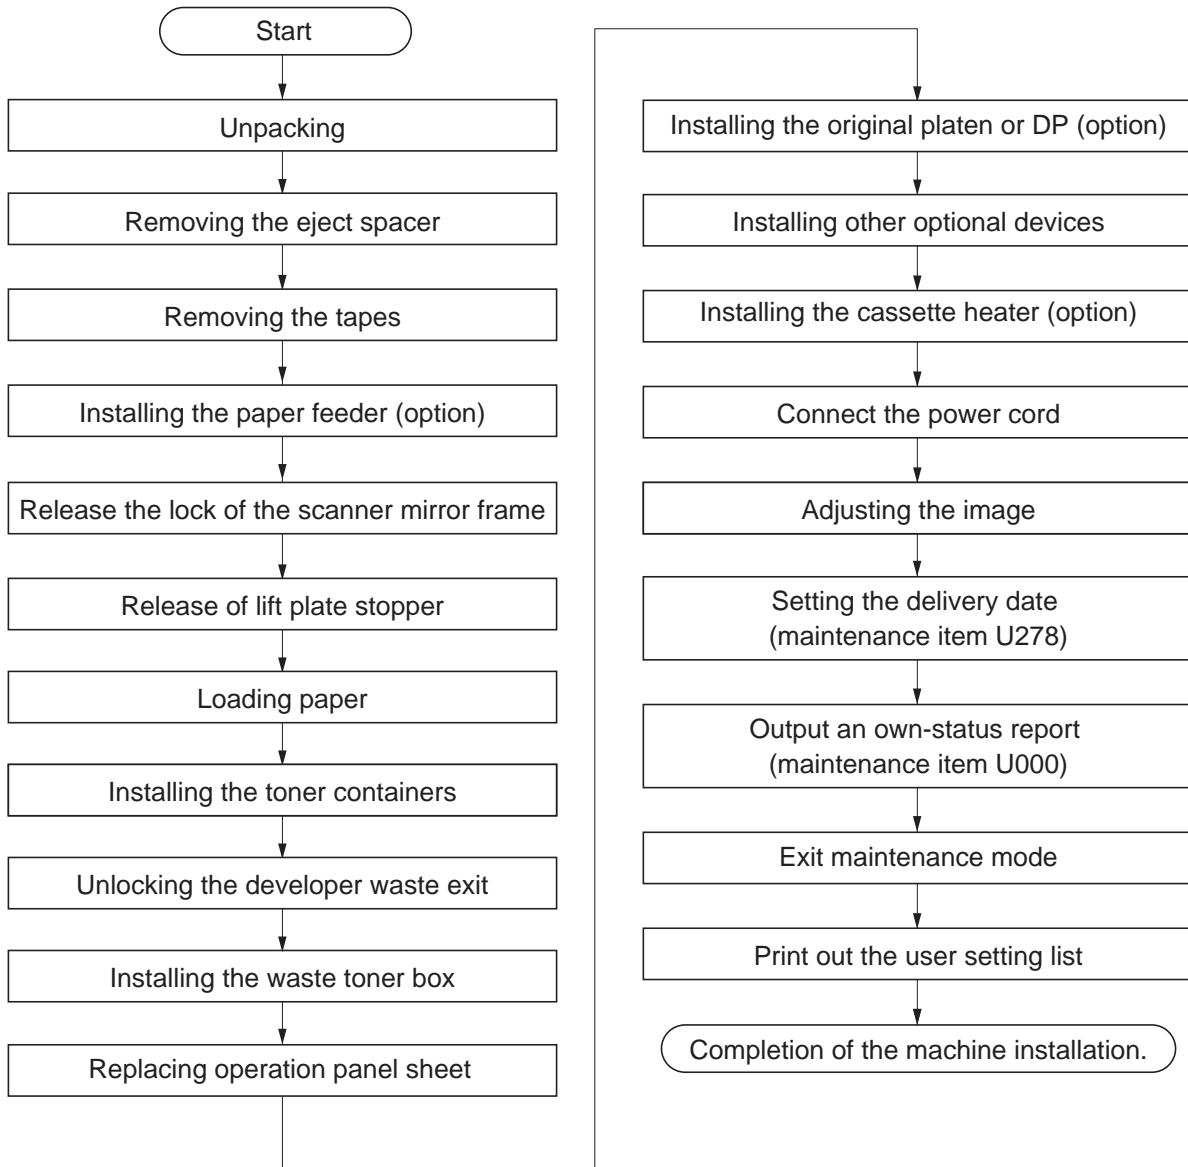 Start
Unpacking
Removing the eject spacer
Removing the tapes
Installing the paper feeder (option)
Release the lock of the scanner mirror frame
Release of lift plate stopper
Loading paper
Installing the toner containers
Unlocking the developer waste exit
Installing the waste toner box
Replacing operation panel sheet
Installing the original platen or DP (option)
Installing other optional devices
Installing the cassette heater (option)
Connect the power cord
Adjusting the image
Setting the delivery date
(maintenance item U278)
Output an own-status report
(maintenance item U000)
Exit maintenance mode
Print out the user setting list
Completion of the machine installation.